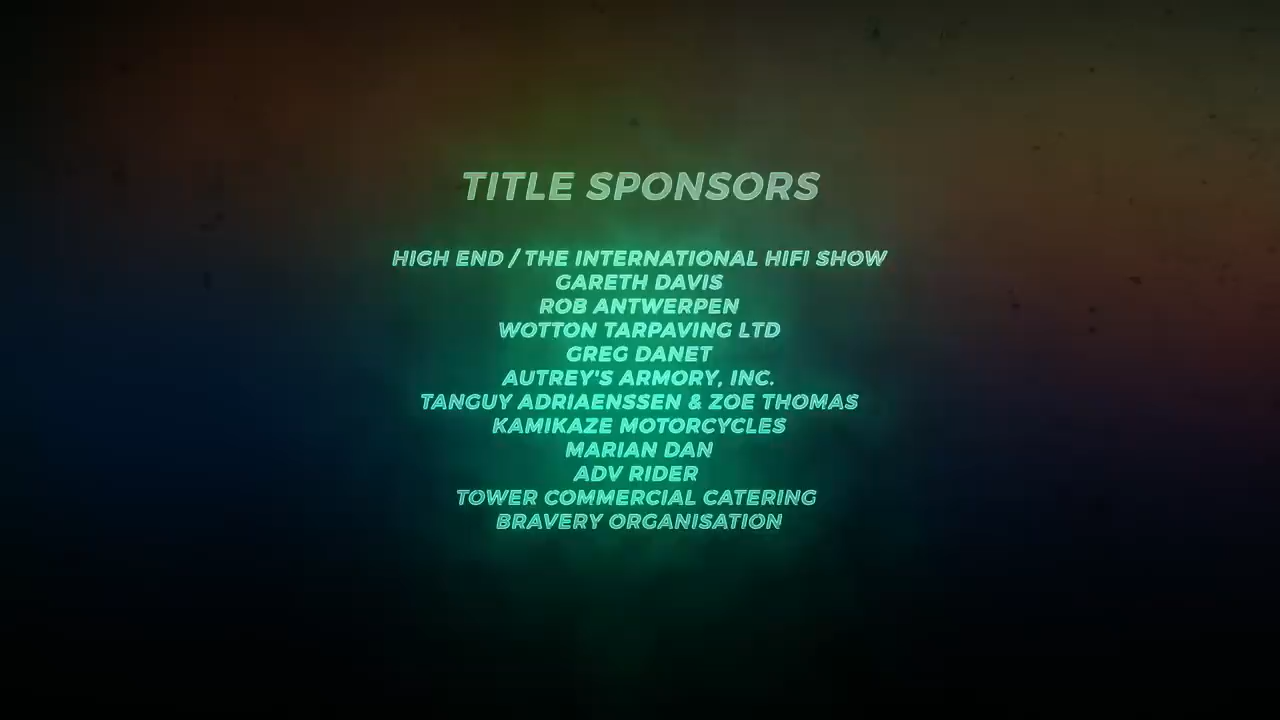 TITLE SPONSORS
HIGH END / THE INTERNATIONAL HIFI SHOW
GARETH DAVIS
ROB ANTWERPEN
WOTTON TARPAVING LTD
GREG DANET
AUTREY'S ARMORY, INC.
TANGUY ADRIAENSSEN & ZOE THOMAS
KAMIKAZE MOTORCYCLES
MARIAN DAN
ADV RIDER
TOWER COMMERCIAL CATERING
BRAVERY ORGANISATION